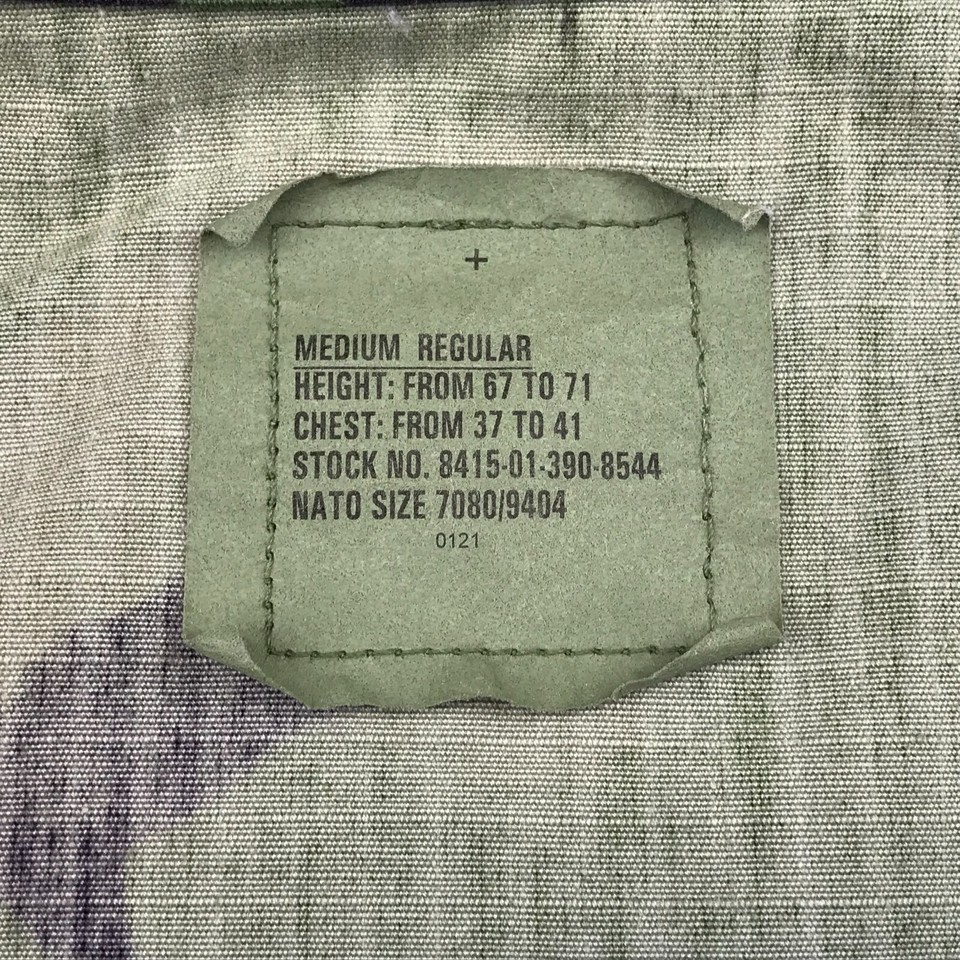 +
MEDIUM REGULAR
HEIGHT: FROM 67 TO 71
CHEST: FROM 37 TO 41
STOCK NO. 8415-01-390-8544
NATO SIZE 7080/9404
0121